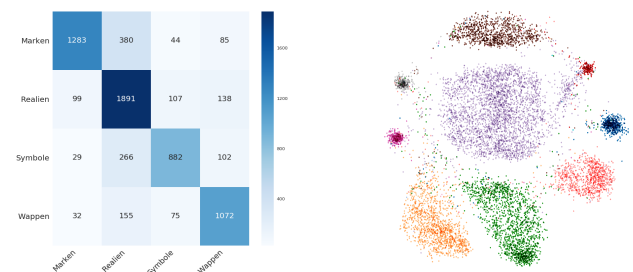 Marken 1283 380 44 85
Realien 99 1891 107 138
Symbole 29 266 882 102
Wappen 32 155 75 1072
Marken Realien Symbole Wappen
1600
1200
800
400